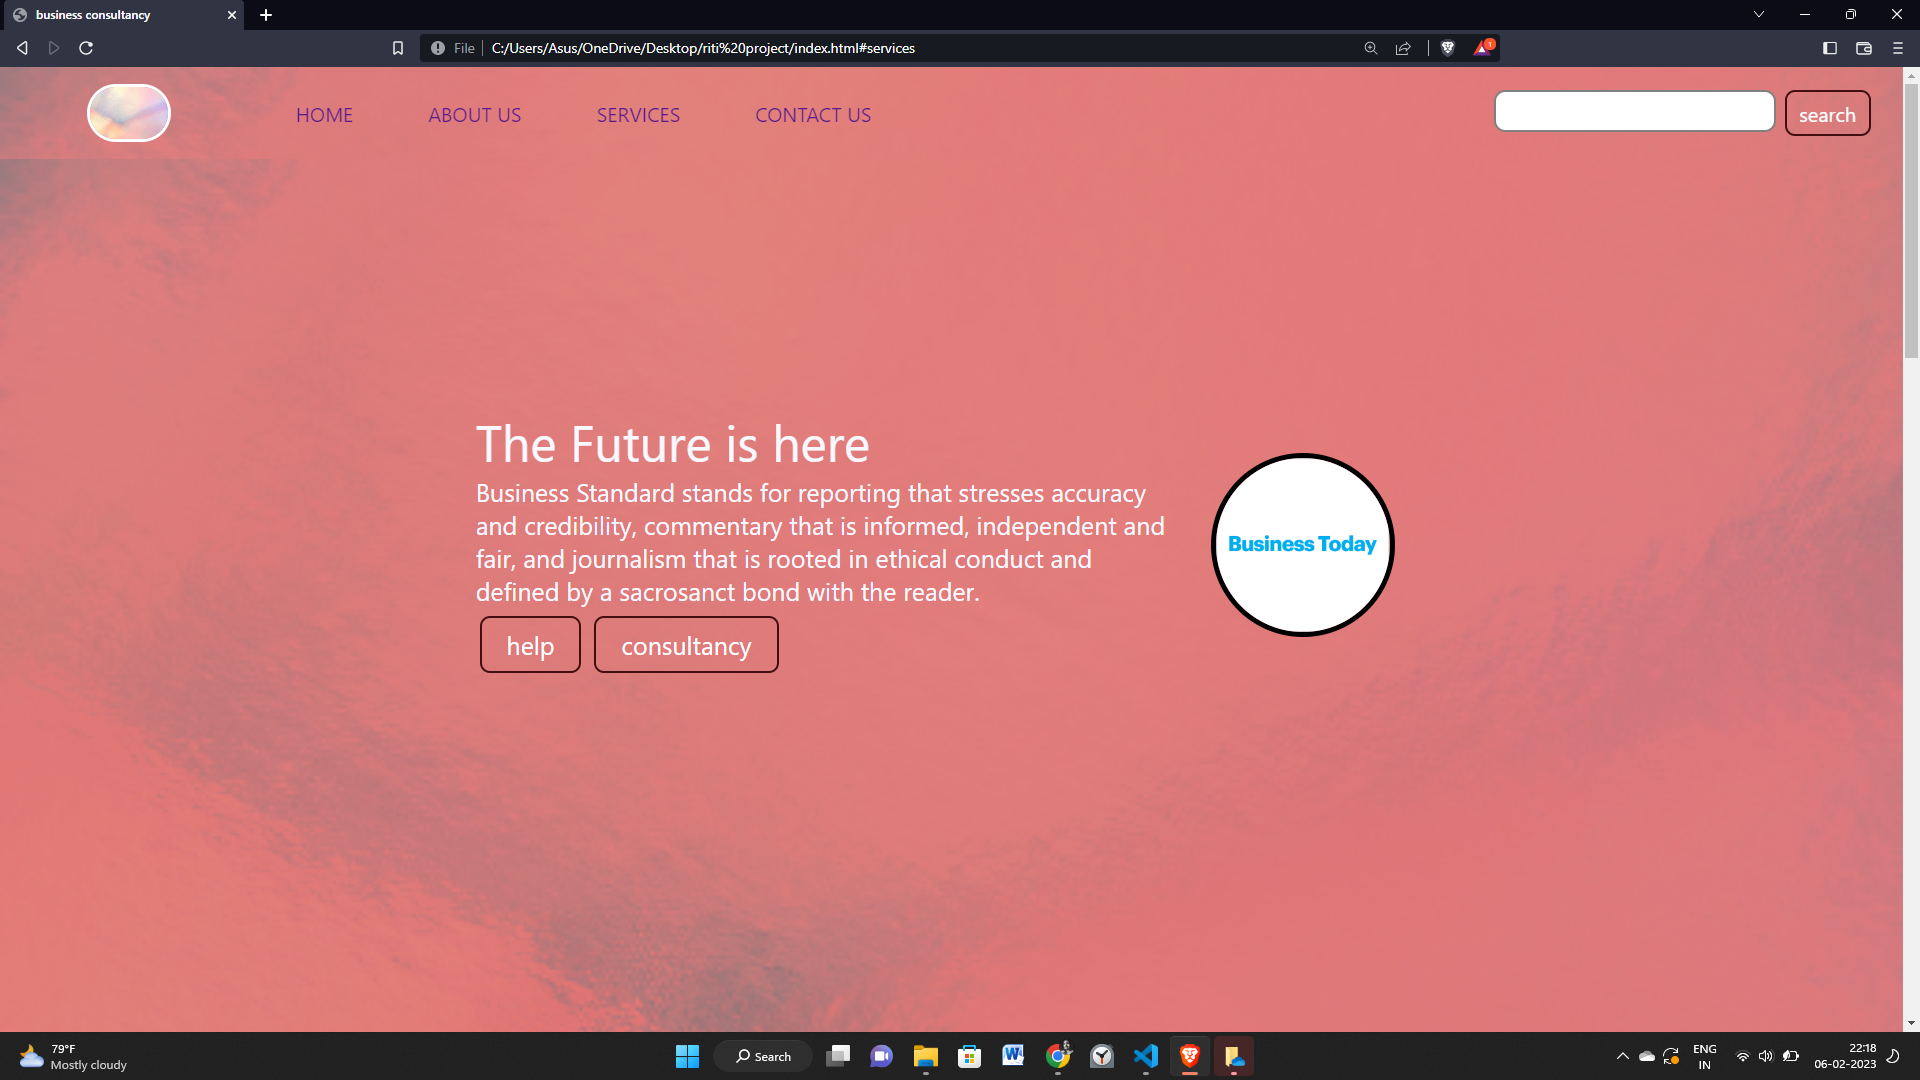 business consultancy
File
C:/Users/Asus/OneDrive/Desktop/riti%20project/index.html#services
1
HOME
ABOUT US
SERVICES
CONTACT US
search
The Future is here
Business Standard stands for reporting that stresses accuracy
and credibility, commentary that is informed, independent and
fair, and journalism that is rooted in ethical conduct and
defined by a sacrosanct bond with the reader.
Business Today
help
consultancy
79°F
Mostly cloudy
Search
W
ENG
IN
22:18
06-02-2023